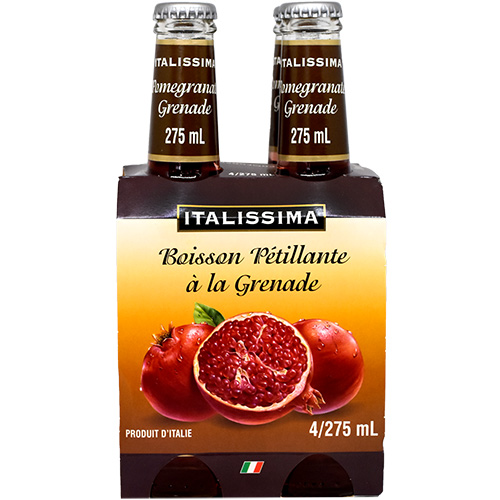 ITALISSIMA
Pomegranate
Grenade
275 mL
ITALISSIMA
Pomegranate
Grenade
275 mL
4/275 mL
ITALISSIMA
Boisson Pétillante
à la Grenade
PRODUIT D'ITALIE
4/275 mL